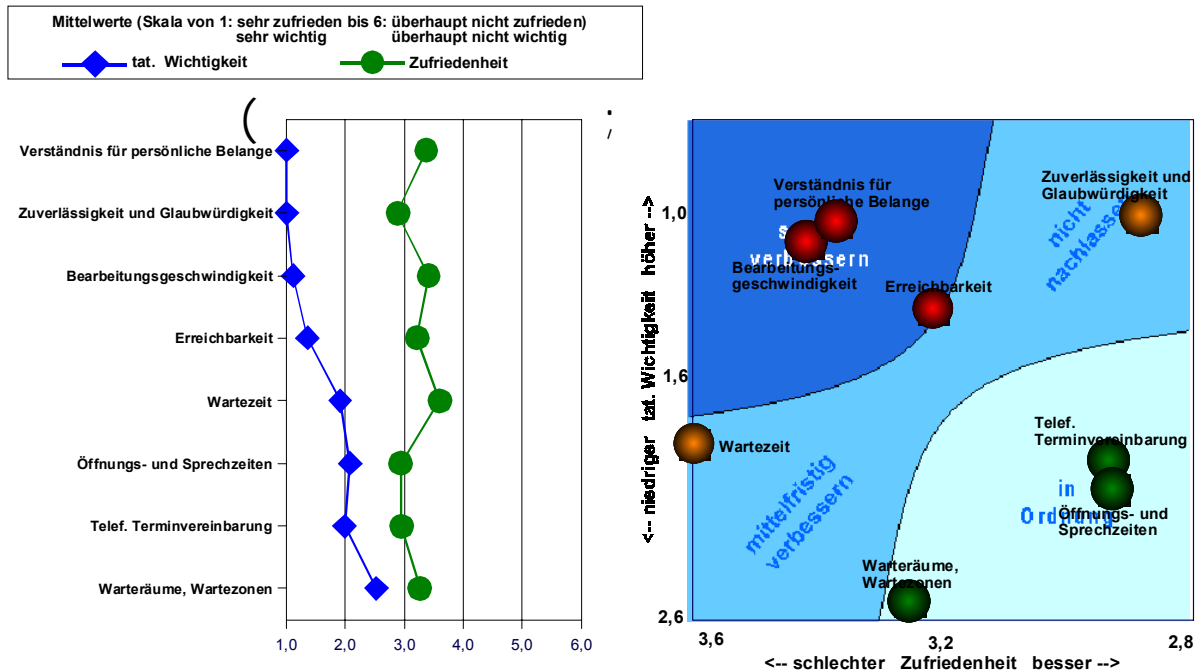 Mittelwerte (Skala von 1: sehr zufrieden bis 6: überhaupt nicht zufrieden)
sehr wichtig überhaupt nicht wichtig
tat. Wichtigkeit Zufriedenheit
( ;
Verständnis für persönliche Belange
Zuverlässigkeit und Glaubwürdigkeit
Bearbeitungsgeschwindigkeit
Erreichbarkeit
Wartezeit
Öffnungs- und Sprechzeiten
Telef. Terminvereinbarung
Warteräume, Wartezonen
1,0 2,0 3,0 4,0 5,0 6,0
<-- niedriger tat. Wichtigkeit höher -->
1,0
1,6
2,6
Verständnis für
persönliche Belange
verbessern
Bearbeitungs-
geschwindigkeit
Erreichbarkeit
Zuverlässigkeit und
Glaubwürdigkeit
nicht
nachlassen
Wartezeit
mittelfristig
verbessern
Telef.
Terminvereinbarung
in
Ordnung
Öffnungs- und
Sprechzeiten
Warteräume,
Wartezonen
3,6 3,2 2,8
<-- schlechter Zufriedenheit besser -->